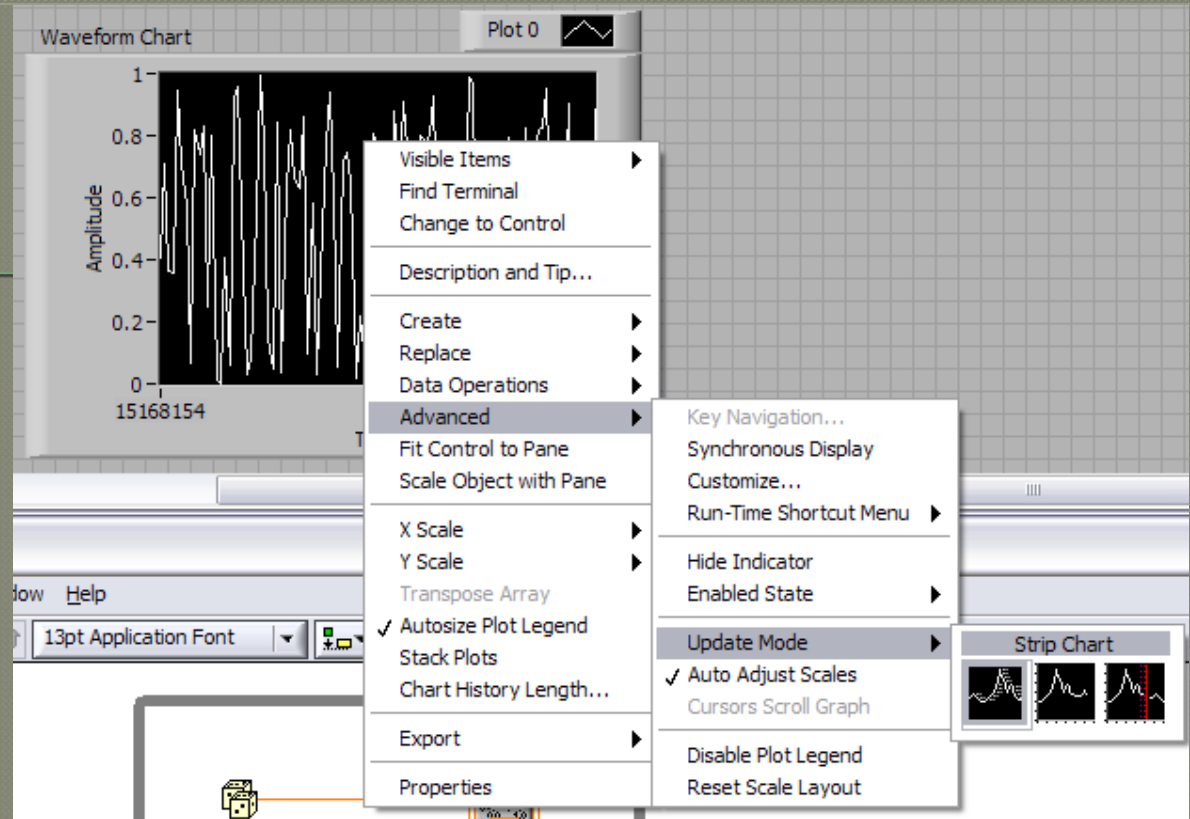 Waveform Chart
Plot 0
1
0.8
0.6
0.4
0.2
0
Amplitude
15168154
T
Visible Items
Find Terminal
Change to Control
Description and Tip...
Create
Replace
Data Operations
Advanced
Fit Control to Pane
Scale Object with Pane
X Scale
Y Scale
Transpose Array
Autosize Plot Legend
Stack Plots
Chart History Length...
Export
Properties
Key Navigation...
Synchronous Display
Customize...
Run-Time Shortcut Menu
Hide Indicator
Enabled State
Update Mode
Auto Adjust Scales
Cursors Scroll Graph
Disable Plot Legend
Reset Scale Layout
Strip Chart
dow Help
13pt Application Font